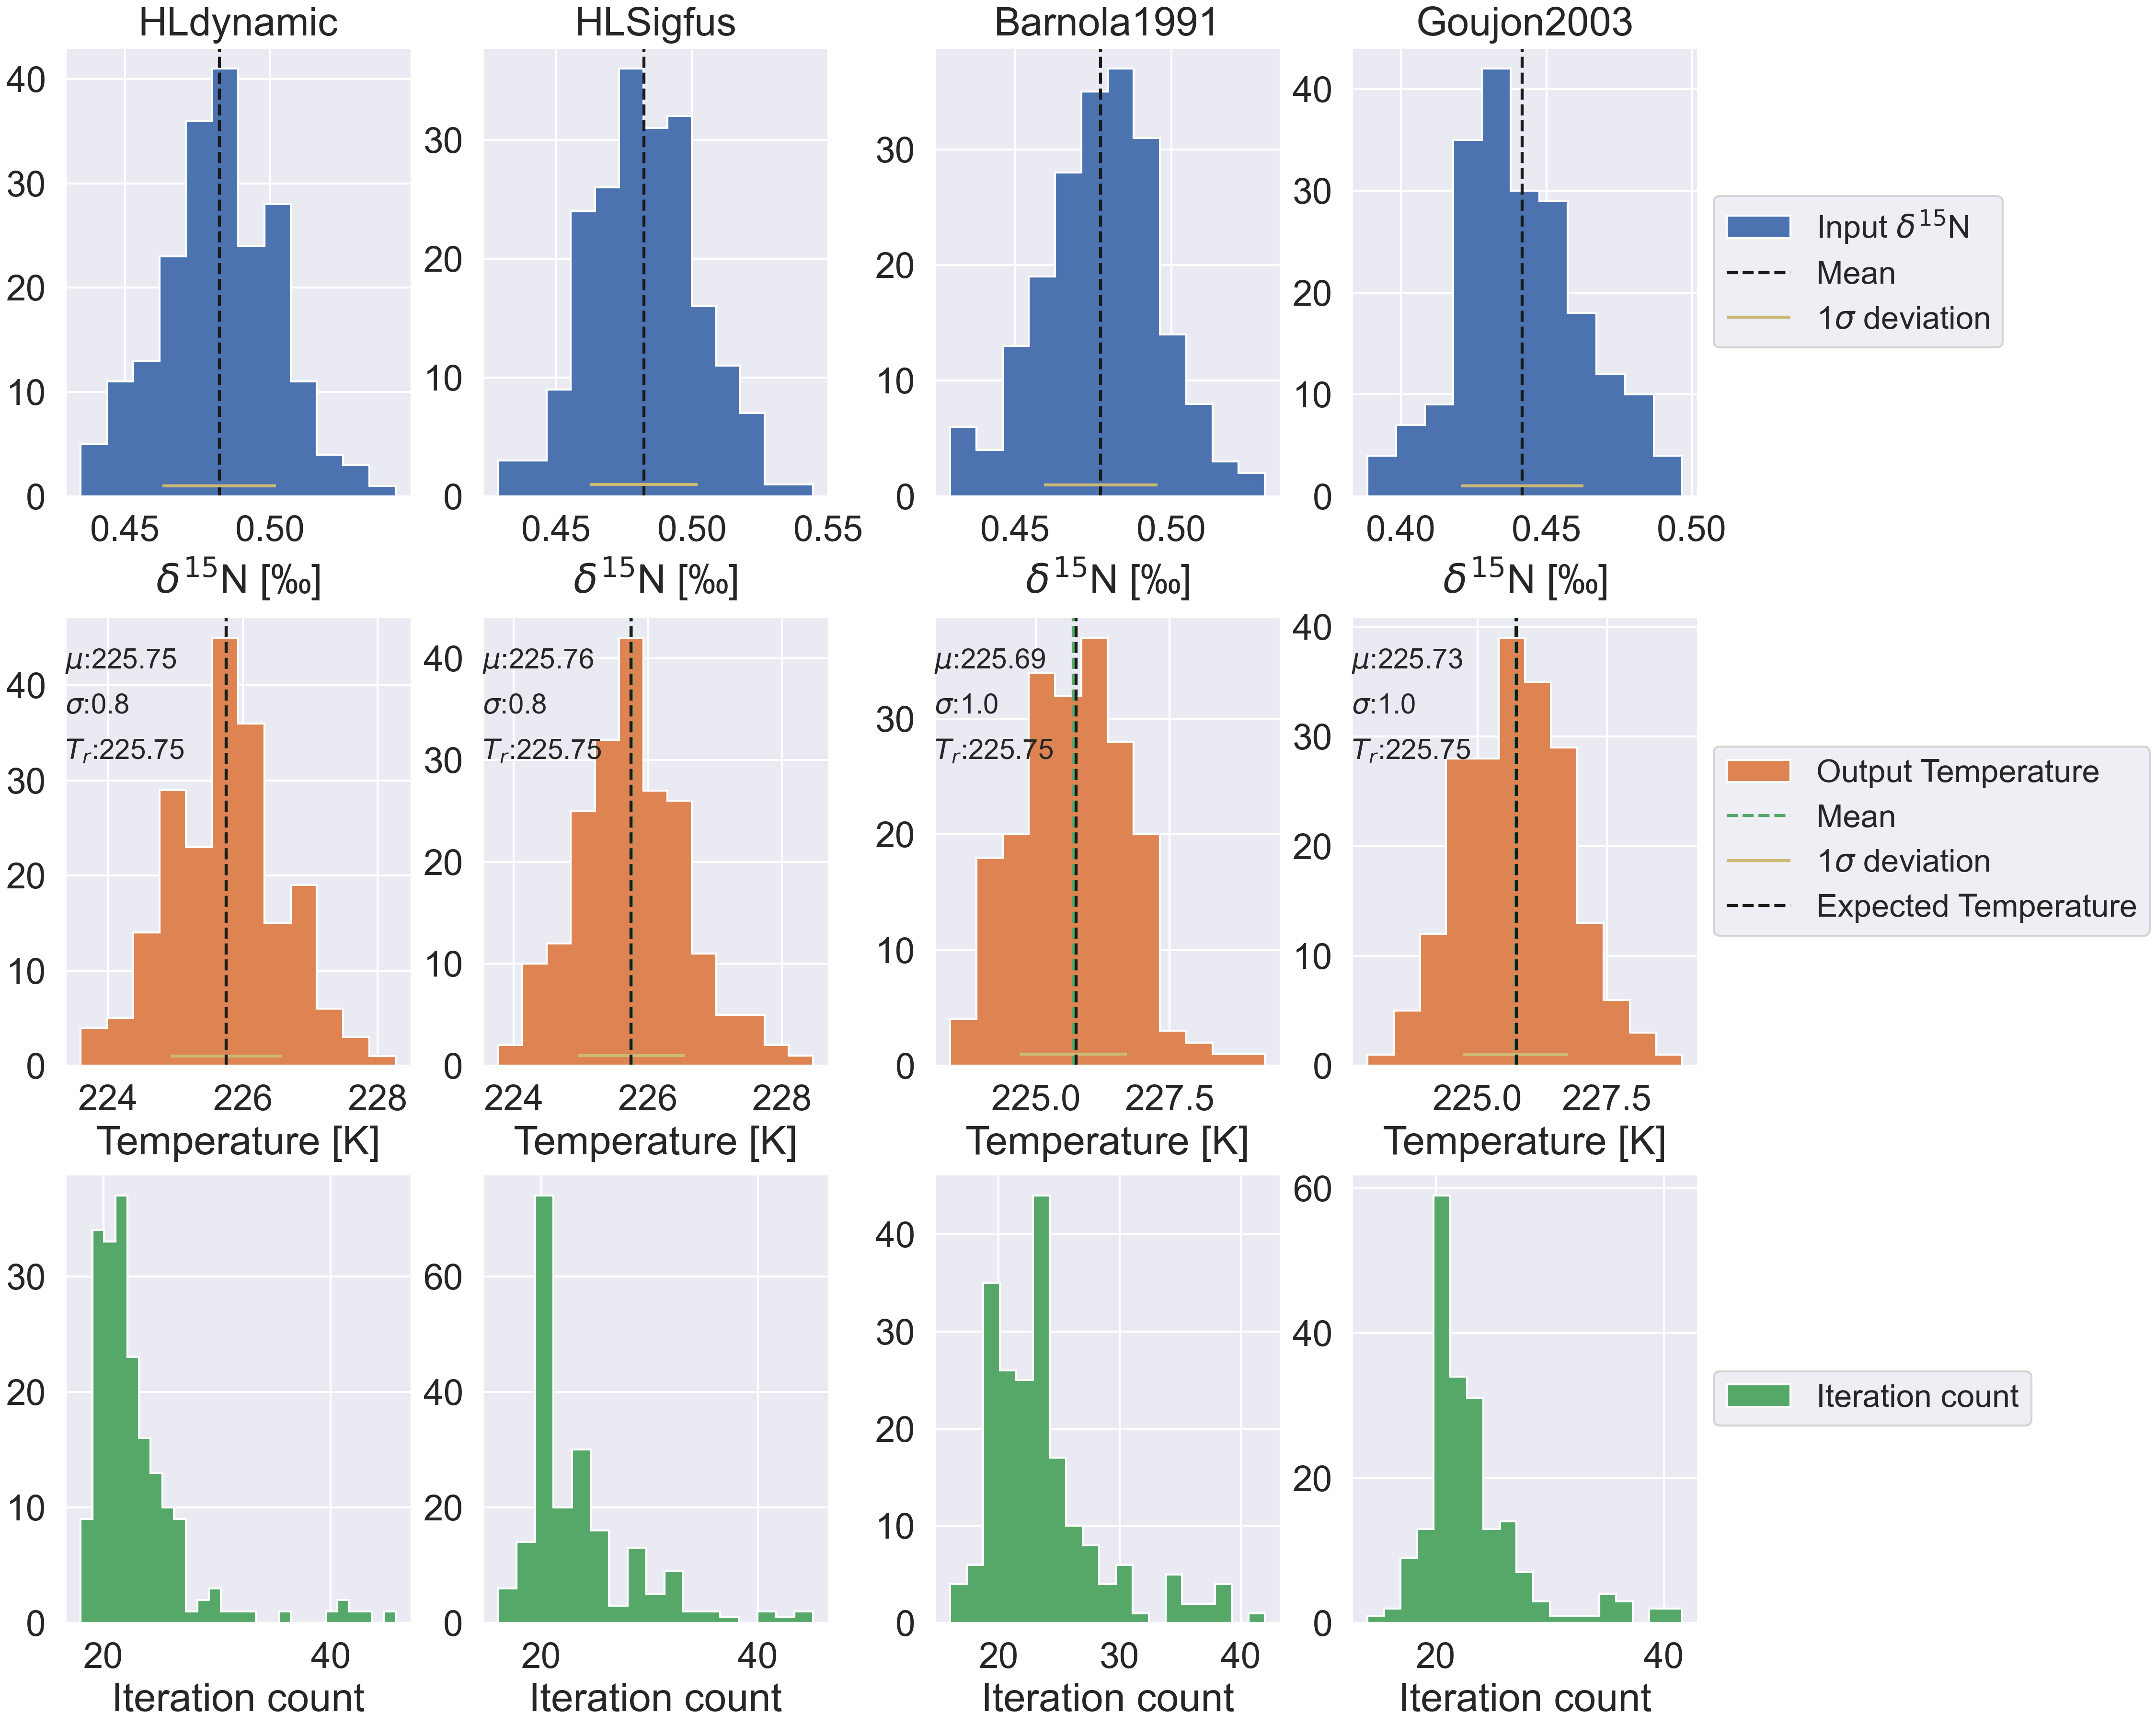 HLdynamic HLSigfus Barnola1991 Goujon2003
40 30 20 10 0
30 20 10 0
30 20 10 0
40 30 20 10 0
0.45 0.50
0.45 0.50 0.55
0.45 0.50
0.40 0.45 0.50
δ¹⁵N [‰] δ¹⁵N [‰] δ¹⁵N [‰] δ¹⁵N [‰]
Input δ¹⁵N
Mean
1σ deviation
40 30 20 10 0
μ:225.75
σ:0.8
Tᵣ:225.75
40 30 20 10 0
μ:225.76
σ:0.8
Tᵣ:225.75
30 20 10 0
μ:225.69
σ:1.0
Tᵣ:225.75
40 30 20 10 0
μ:225.73
σ:1.0
Tᵣ:225.75
224 226 228
224 226 228
225.0 227.5
225.0 227.5
Temperature [K] Temperature [K] Temperature [K] Temperature [K]
Output Temperature
Mean
1σ deviation
Expected Temperature
30 20 10 0
60 40 20 0
40 30 20 10 0
60 40 20 0
20 40
20 40
20 30 40
20 40
Iteration count Iteration count Iteration count Iteration count
Iteration count